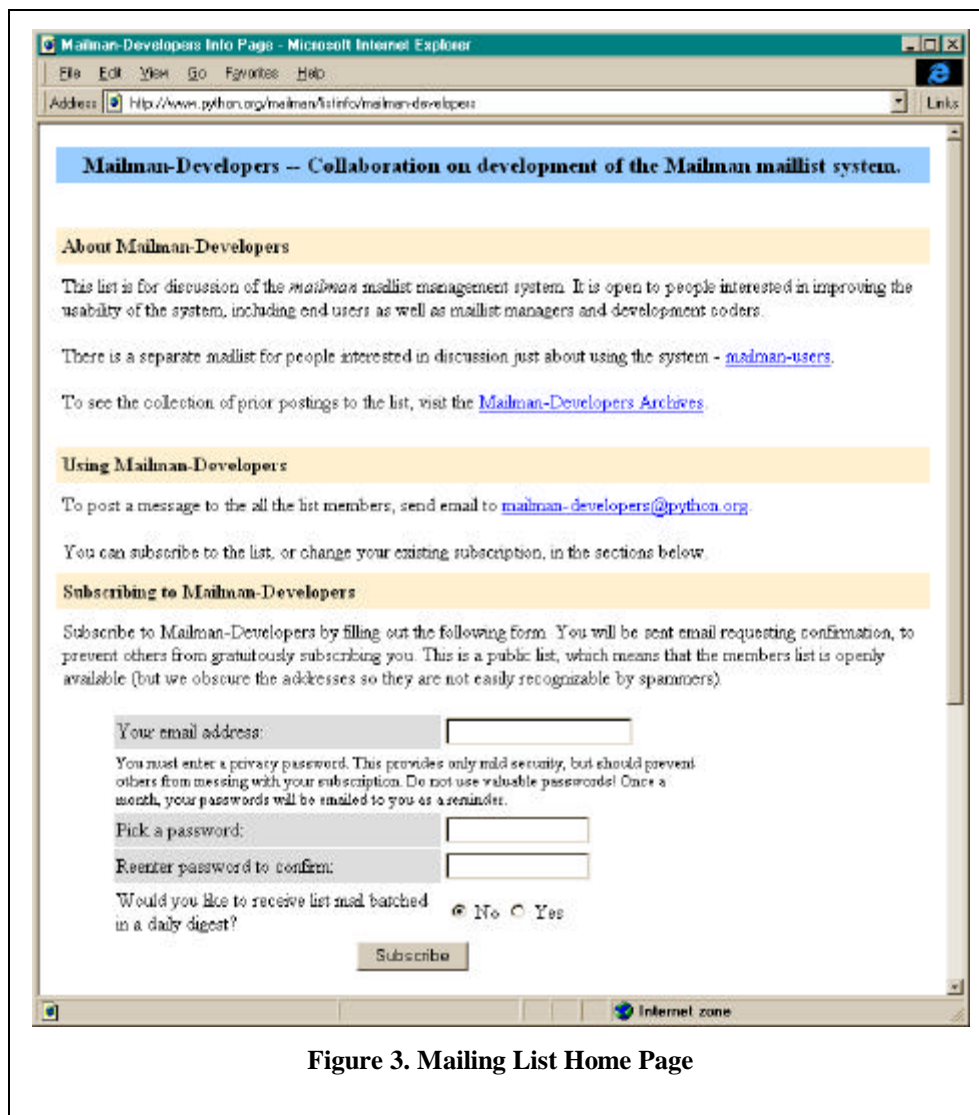 Mailman-Developers Info Page - Microsoft Internet Explorer
File Edit View Go Favorites Help
Address http://www.python.org/mailman/listinfo/mailman-developers Links
Mailman-Developers -- Collaboration on development of the Mailman maillist system.
About Mailman-Developers
This list is for discussion of the mailman maillist management system. It is open to people interested in improving the
usability of the system, including end users as well as maillist managers and development coders.
There is a separate maillist for people interested in discussion just about using the system - mailman-users.
To see the collection of prior postings to the list, visit the Mailman-Developers Archives.
Using Mailman-Developers
To post a message to the all the list members, send email to mailman-developers@python.org.
You can subscribe to the list, or change your existing subscription, in the sections below.
Subscribing to Mailman-Developers
Subscribe to Mailman-Developers by filling out the following form. You will be sent email requesting confirmation, to
prevent others from gratuitously subscribing you. This is a public list, which means that the members list is openly
available (but we obscure the addresses so they are not easily recognizable by spammers).
Your email address:
You must enter a privacy password. This provides only mild security, but should prevent
others from messing with your subscription. Do not use valuable passwords! Once a
month, your passwords will be emailed to you as a reminder.
Pick a password:
Reenter password to confirm:
Would you like to receive list mail batched
in a daily digest?
No Yes
Subscribe
Internet zone
Figure 3. Mailing List Home Page